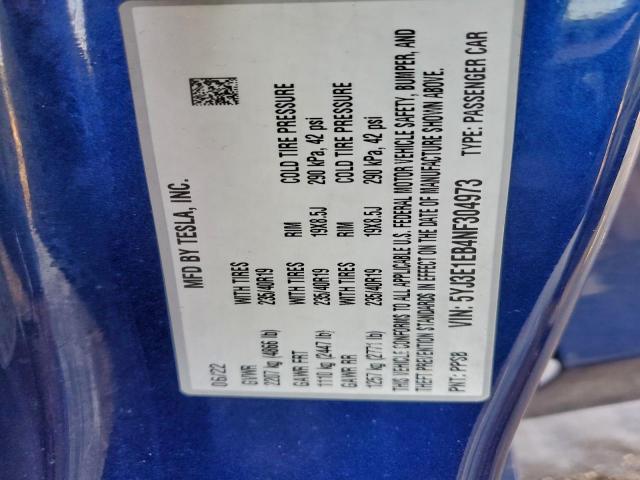 MFD BY TESLA, INC.
06/22
GVWR WITH TIRES
2207 kg (4866 lb) 235/40R19
GAWR FRT WITH TIRES RIM COLD TIRE PRESSURE
1110 kg (2447 lb) 235/40R19 19X8.5J 290 kPa, 42 psi
GAWR RR WITH TIRES RIM COLD TIRE PRESSURE
1257 kg (2771 lb) 235/40R19 19X8.5J 290 kPa, 42 psi
THIS VEHICLE CONFORMS TO ALL APPLICABLE U.S. FEDERAL MOTOR VEHICLE SAFETY, BUMPER, AND
THEFT PREVENTION STANDARDS IN EFFECT ON THE DATE OF MANUFACTURE SHOWN ABOVE.
VIN: 5YJ3E1EB4NF304973 TYPE: PASSENGER CAR
PNT: PPSB